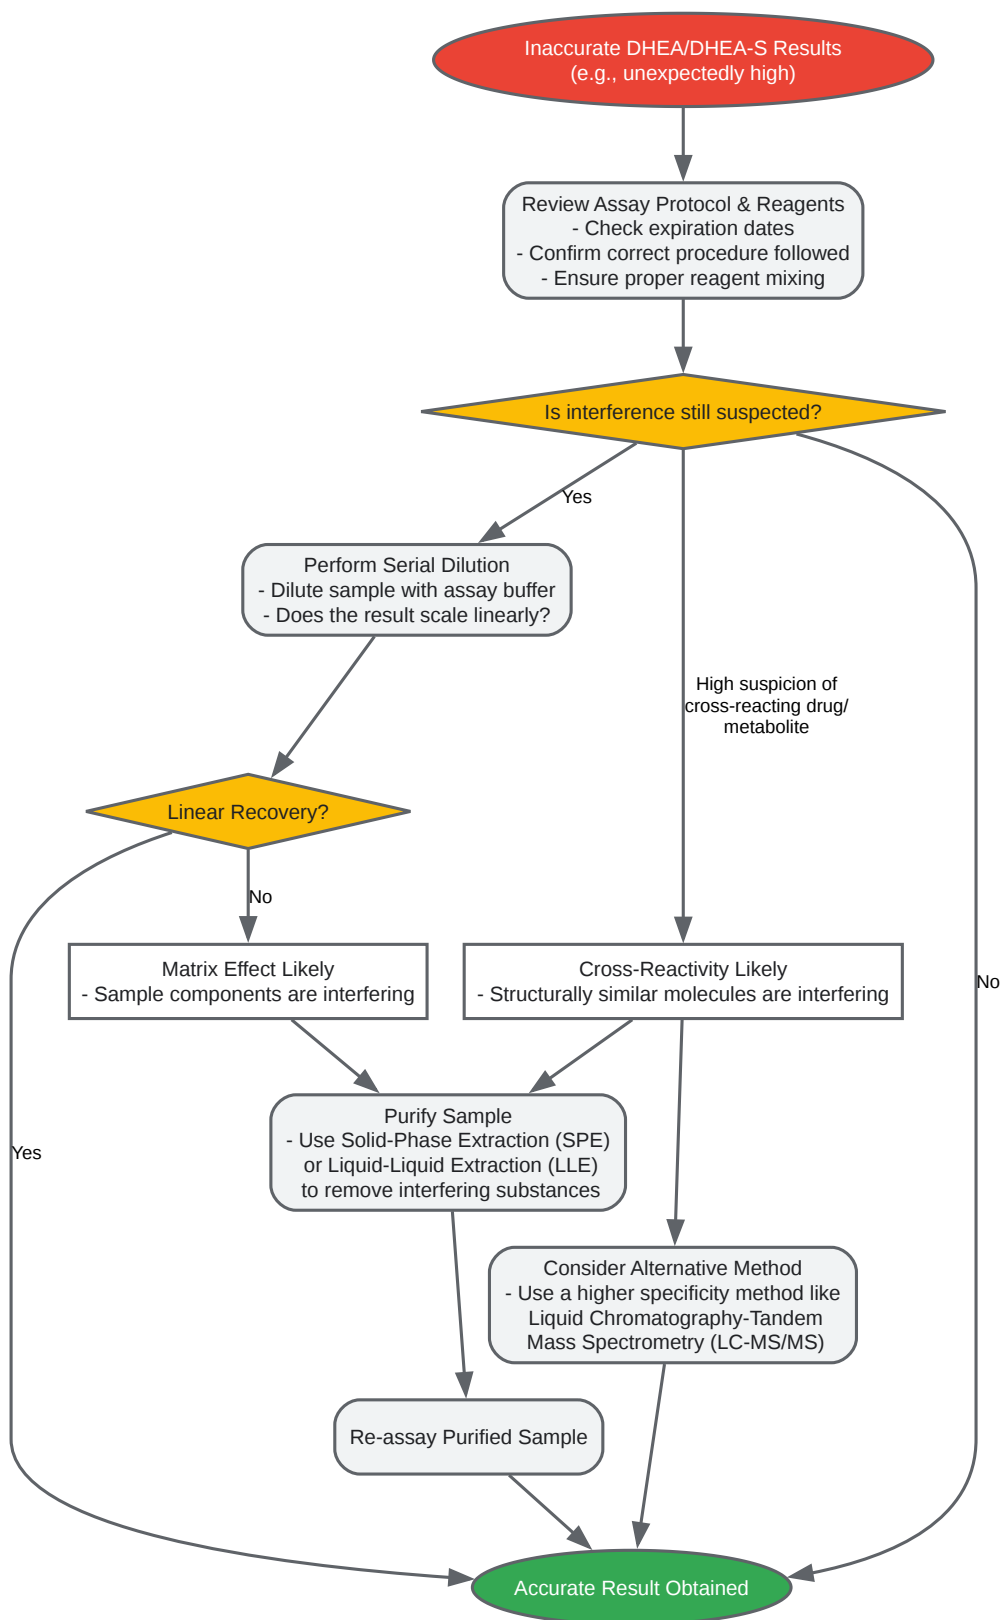 Inaccurate DHEA/DHEA-S Results
(e.g., unexpectedly high)
Review Assay Protocol & Reagents
- Check expiration dates
- Confirm correct procedure followed
- Ensure proper reagent mixing
Is interference still suspected?
Yes
Perform Serial Dilution
- Dilute sample with assay buffer
- Does the result scale linearly?
High suspicion of
cross-reacting drug/
metabolite
Linear Recovery?
No
Matrix Effect Likely
- Sample components are interfering
Cross-Reactivity Likely
- Structurally similar molecules are interfering
No
Purify Sample
- Use Solid-Phase Extraction (SPE)
or Liquid-Liquid Extraction (LLE)
to remove interfering substances
Yes
Consider Alternative Method
- Use a higher specificity method like
Liquid Chromatography-Tandem
Mass Spectrometry (LC-MS/MS)
Re-assay Purified Sample
Accurate Result Obtained